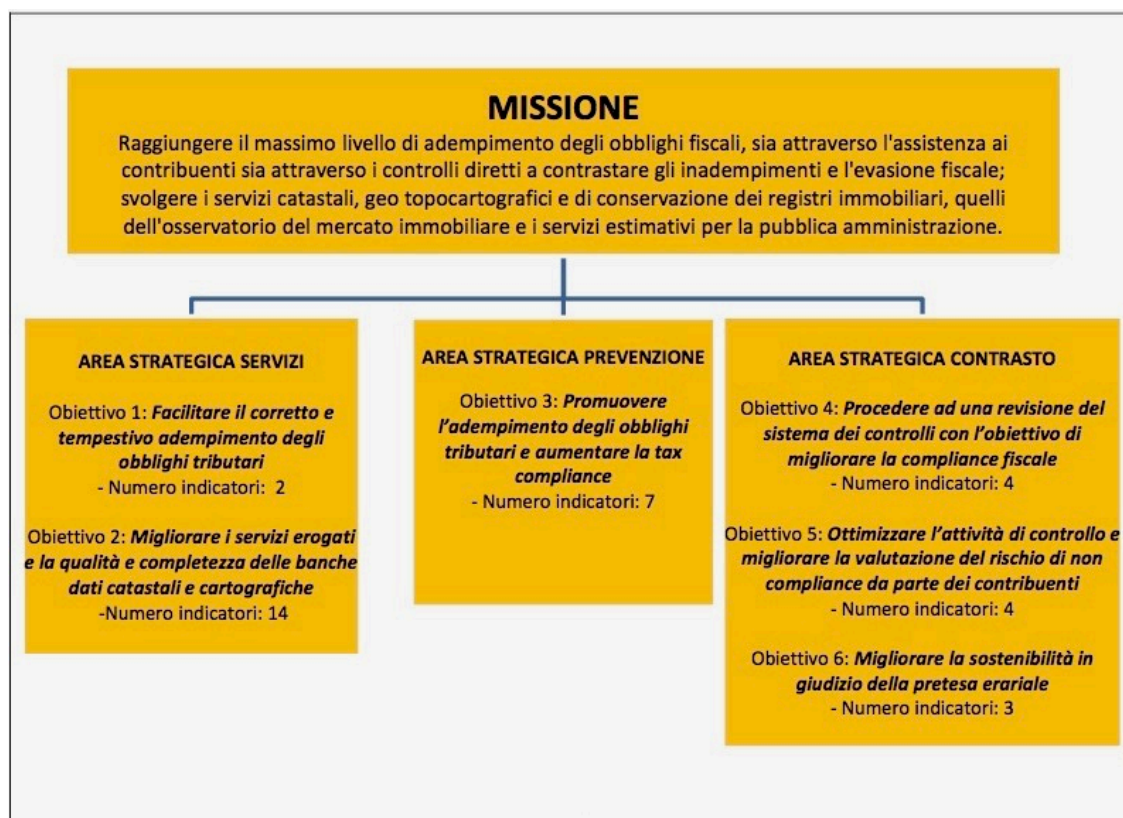 MISSIONE
Raggiungere il massimo livello di adempimento degli obblighi fiscali, sia attraverso l'assistenza ai
contribuenti sia attraverso i controlli diretti a contrastare gli inadempimenti e l'evasione fiscale;
svolgere i servizi catastali, geo topocartografici e di conservazione dei registri immobiliari, quelli
dell'osservatorio del mercato immobiliare e i servizi estimativi per la pubblica amministrazione.
AREA STRATEGICA SERVIZI
Obiettivo 1: Facilitare il corretto e
tempestivo adempimento degli
obblighi tributari
- Numero indicatori: 2
Obiettivo 2: Migliorare i servizi erogati
e la qualità e completezza delle banche
dati catastali e cartografiche
-Numero indicatori: 14
AREA STRATEGICA PREVENZIONE
Obiettivo 3: Promuovere
l’adempimento degli obblighi
tributari e aumentare la tax
compliance
- Numero indicatori: 7
AREA STRATEGICA CONTRASTO
Obiettivo 4: Procedere ad una revisione del
sistema dei controlli con l’obiettivo di
migliorare la compliance fiscale
- Numero indicatori: 4
Obiettivo 5: Ottimizzare l’attività di controllo e
migliorare la valutazione del rischio di non
compliance da parte dei contribuenti
- Numero indicatori: 4
Obiettivo 6: Migliorare la sostenibilità in
giudizio della pretesa erariale
- Numero indicatori: 3